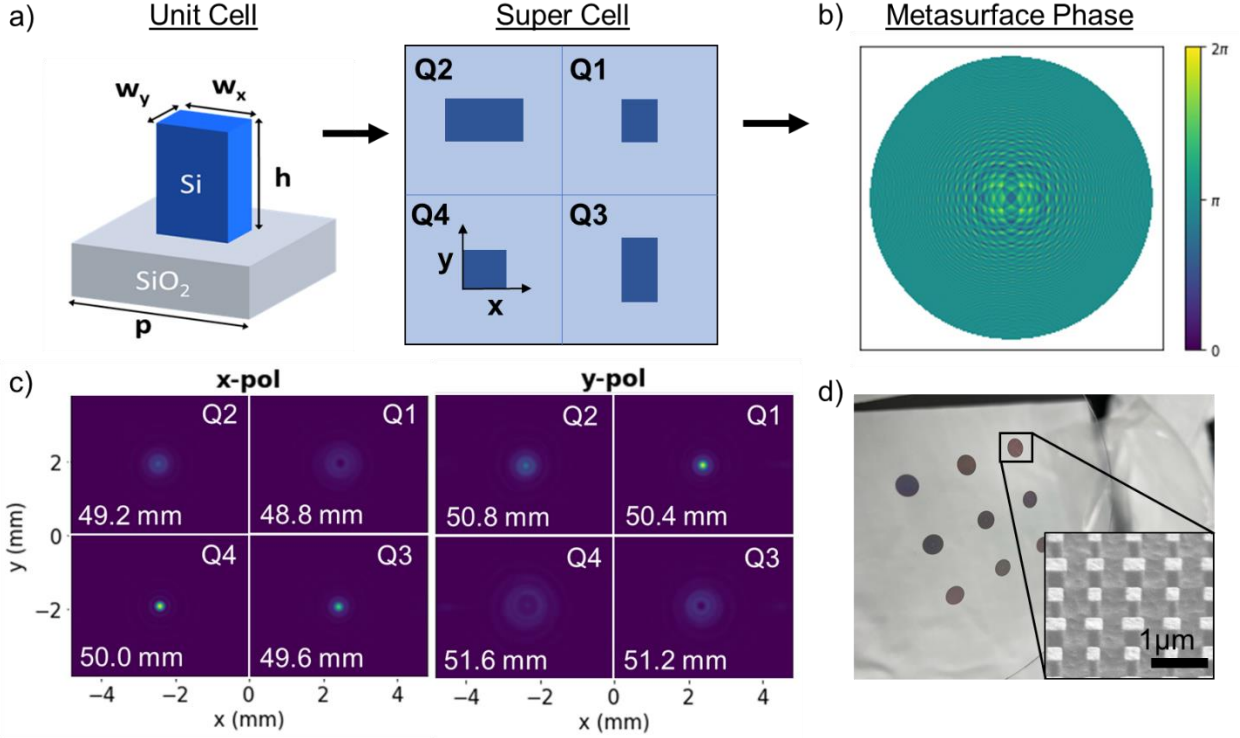 a)
Unit Cell
Super Cell
b)
Metasurface Phase
wy
wx
Si
h
SiO₂
p
Q2
Q1
Q4
Q3
y
x
2π
π
0
c)
x-pol
y-pol
d)
Q2
Q1
Q2
Q1
49.2 mm
48.8 mm
50.8 mm
50.4 mm
Q4
Q3
Q4
Q3
50.0 mm
49.6 mm
51.6 mm
51.2 mm
y (mm)
2
0
−2
−4
−2
0
2
4
−4
−2
0
2
4
x (mm)
x (mm)
1μm